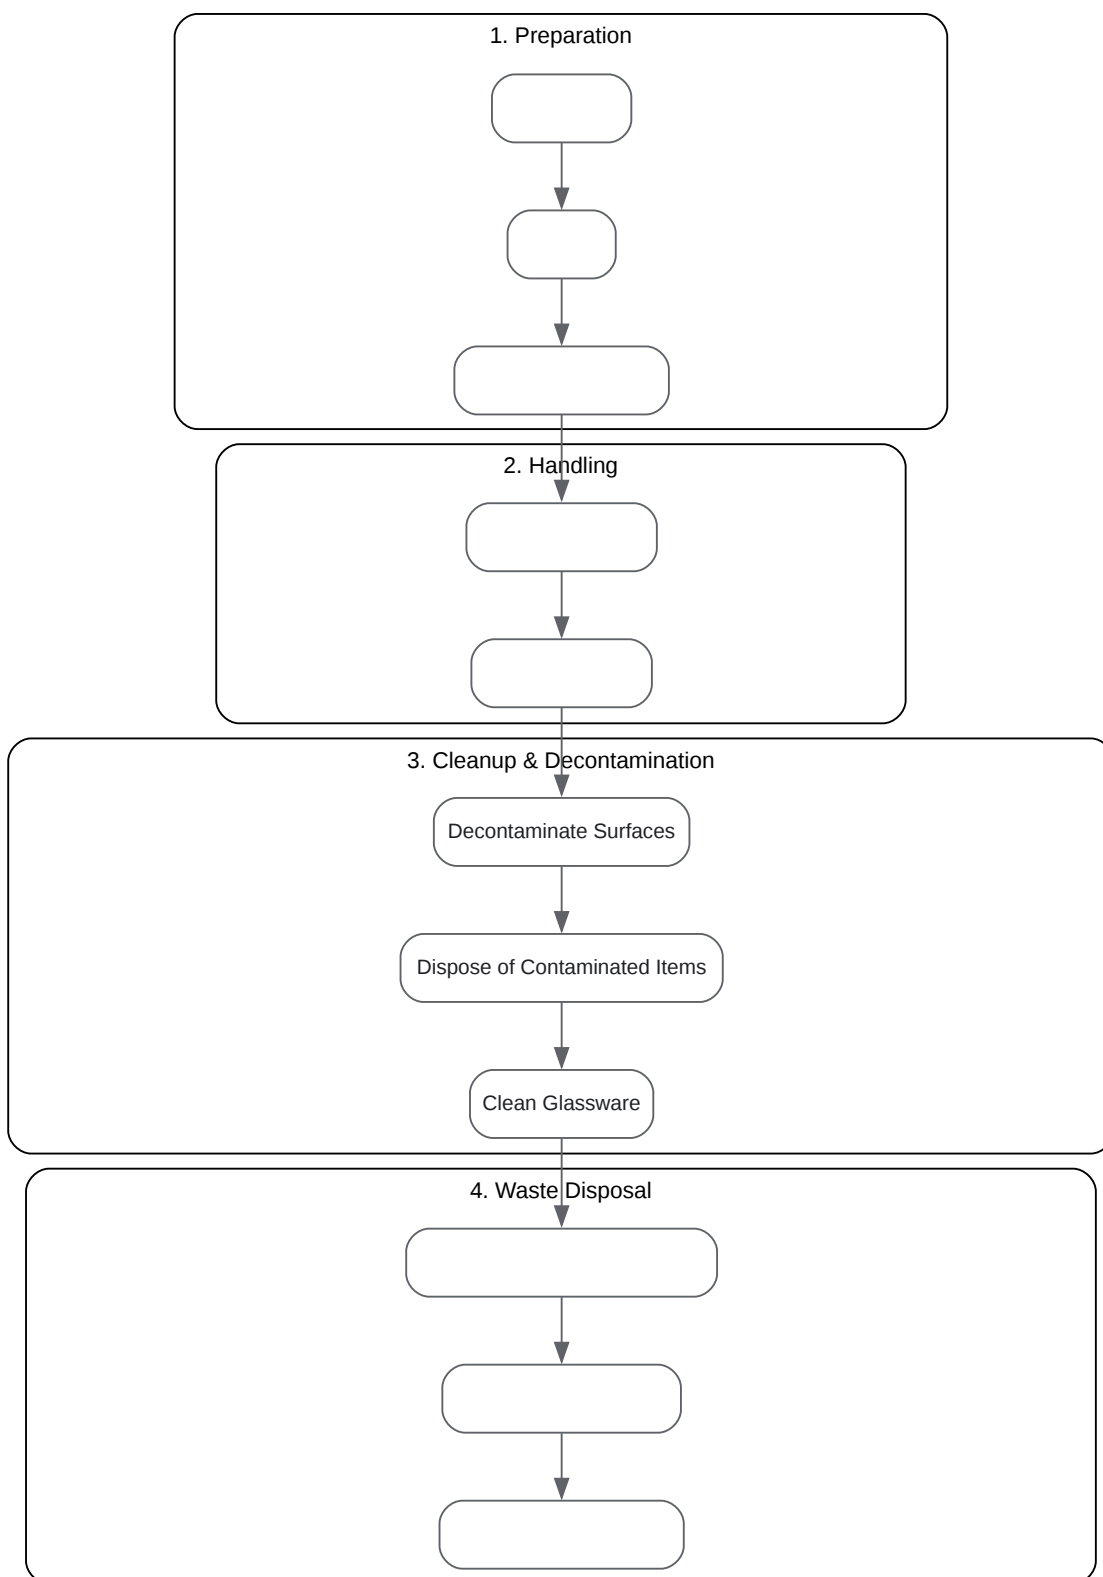 1. Preparation
2. Handling
3. Cleanup & Decontamination
Decontaminate Surfaces
Dispose of Contaminated Items
Clean Glassware
4. Waste Disposal